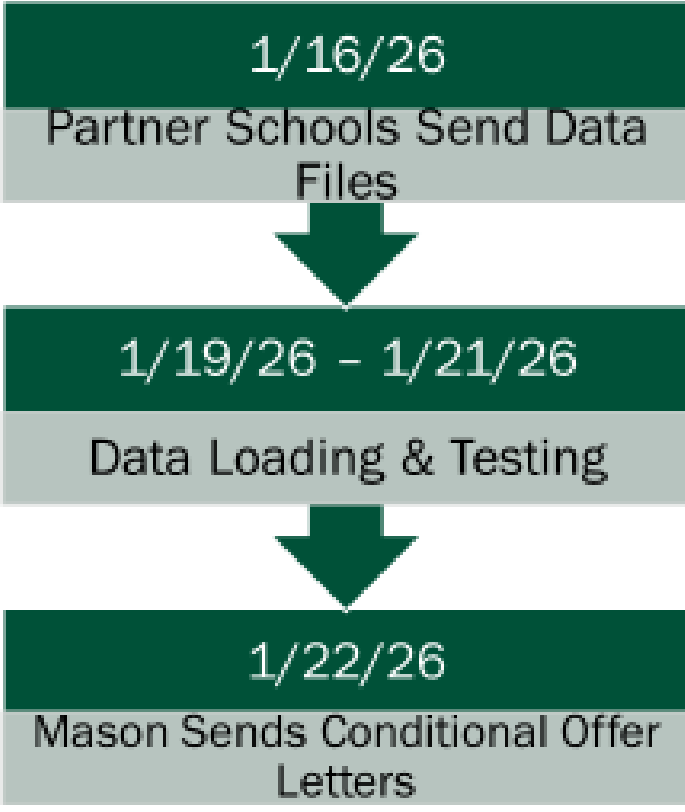 1/16/26
Partner Schools Send Data
Files
1/19/26 – 1/21/26
Data Loading & Testing
1/22/26
Mason Sends Conditional Offer
Letters